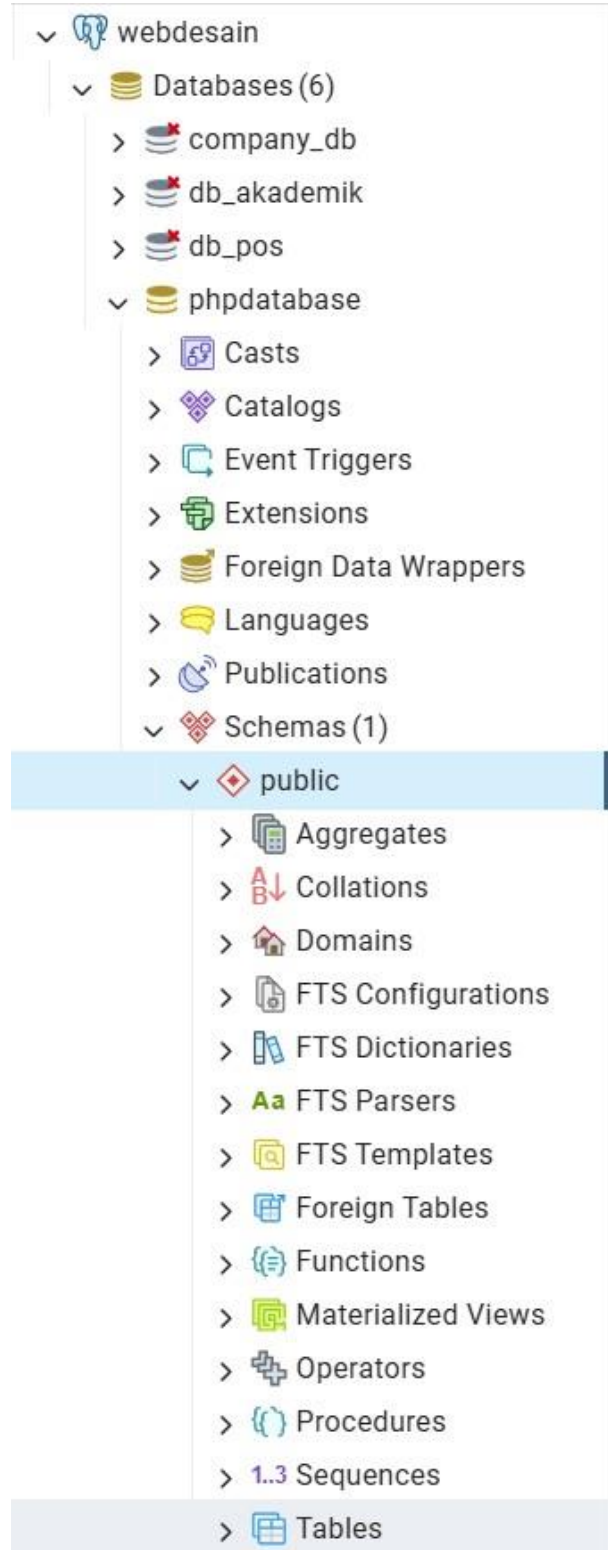 webdesain
Databases (6)
company_db
db_akademik
db_pos
phpdatabase
Casts
Catalogs
Event Triggers
Extensions
Foreign Data Wrappers
Languages
Publications
Schemas (1)
public
Aggregates
Collations
Domains
FTS Configurations
FTS Dictionaries
Aa FTS Parsers
FTS Templates
Foreign Tables
Functions
Materialized Views
Operators
Procedures
1..3 Sequences
Tables